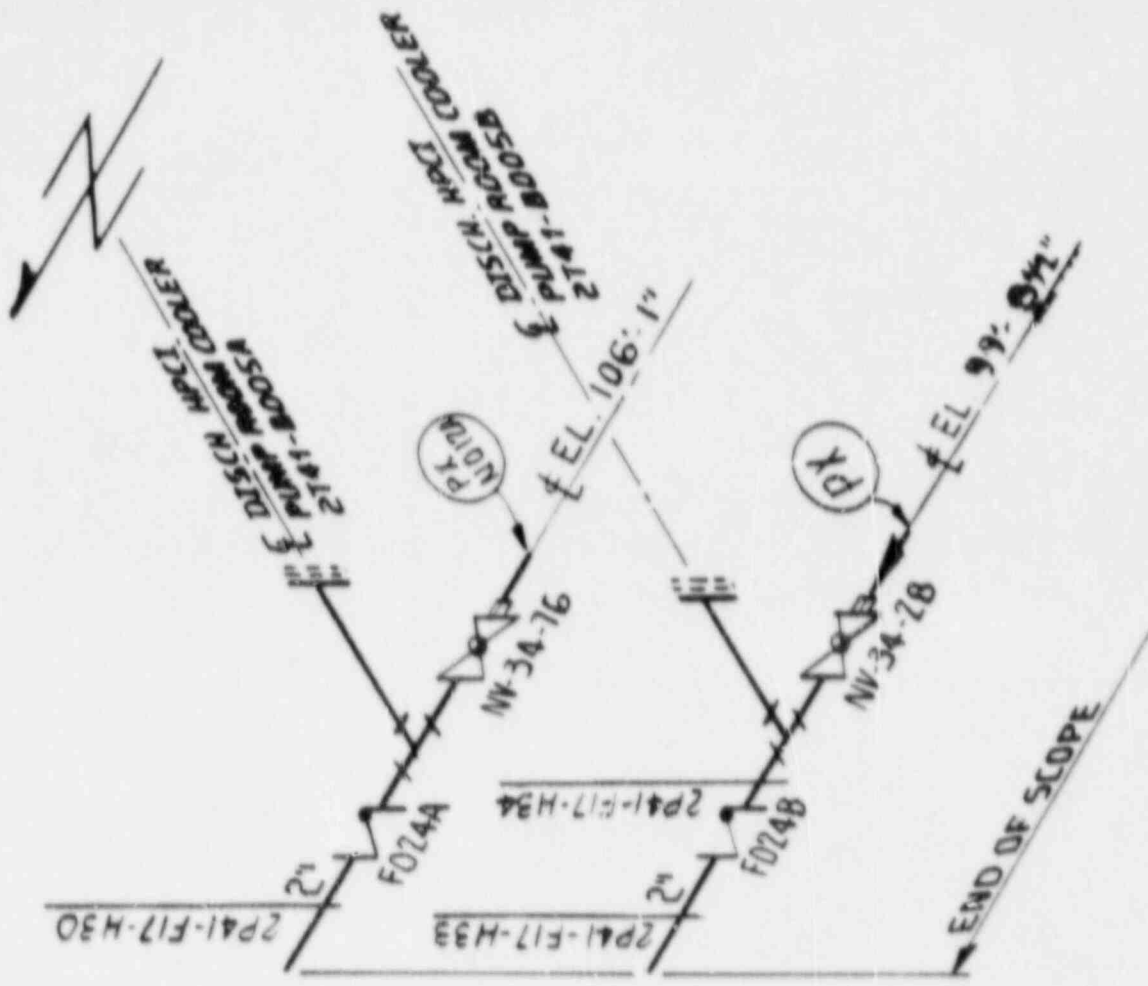 ℄ DISCH. HPCI
PUMP ROOM COOLER
2T41-B005A
℄ DISCH. HPCI
PUMP ROOM COOLER
2T41-B005B
PX
N017A
℄ EL. 106'-1"
NV-34-76
F024A
2"
2P41-F17-H30
PX
℄ EL 99'-
NV-34-28
2P41-F17-H34
F024B
2"
2P41-F17-H33
END OF SCOPE